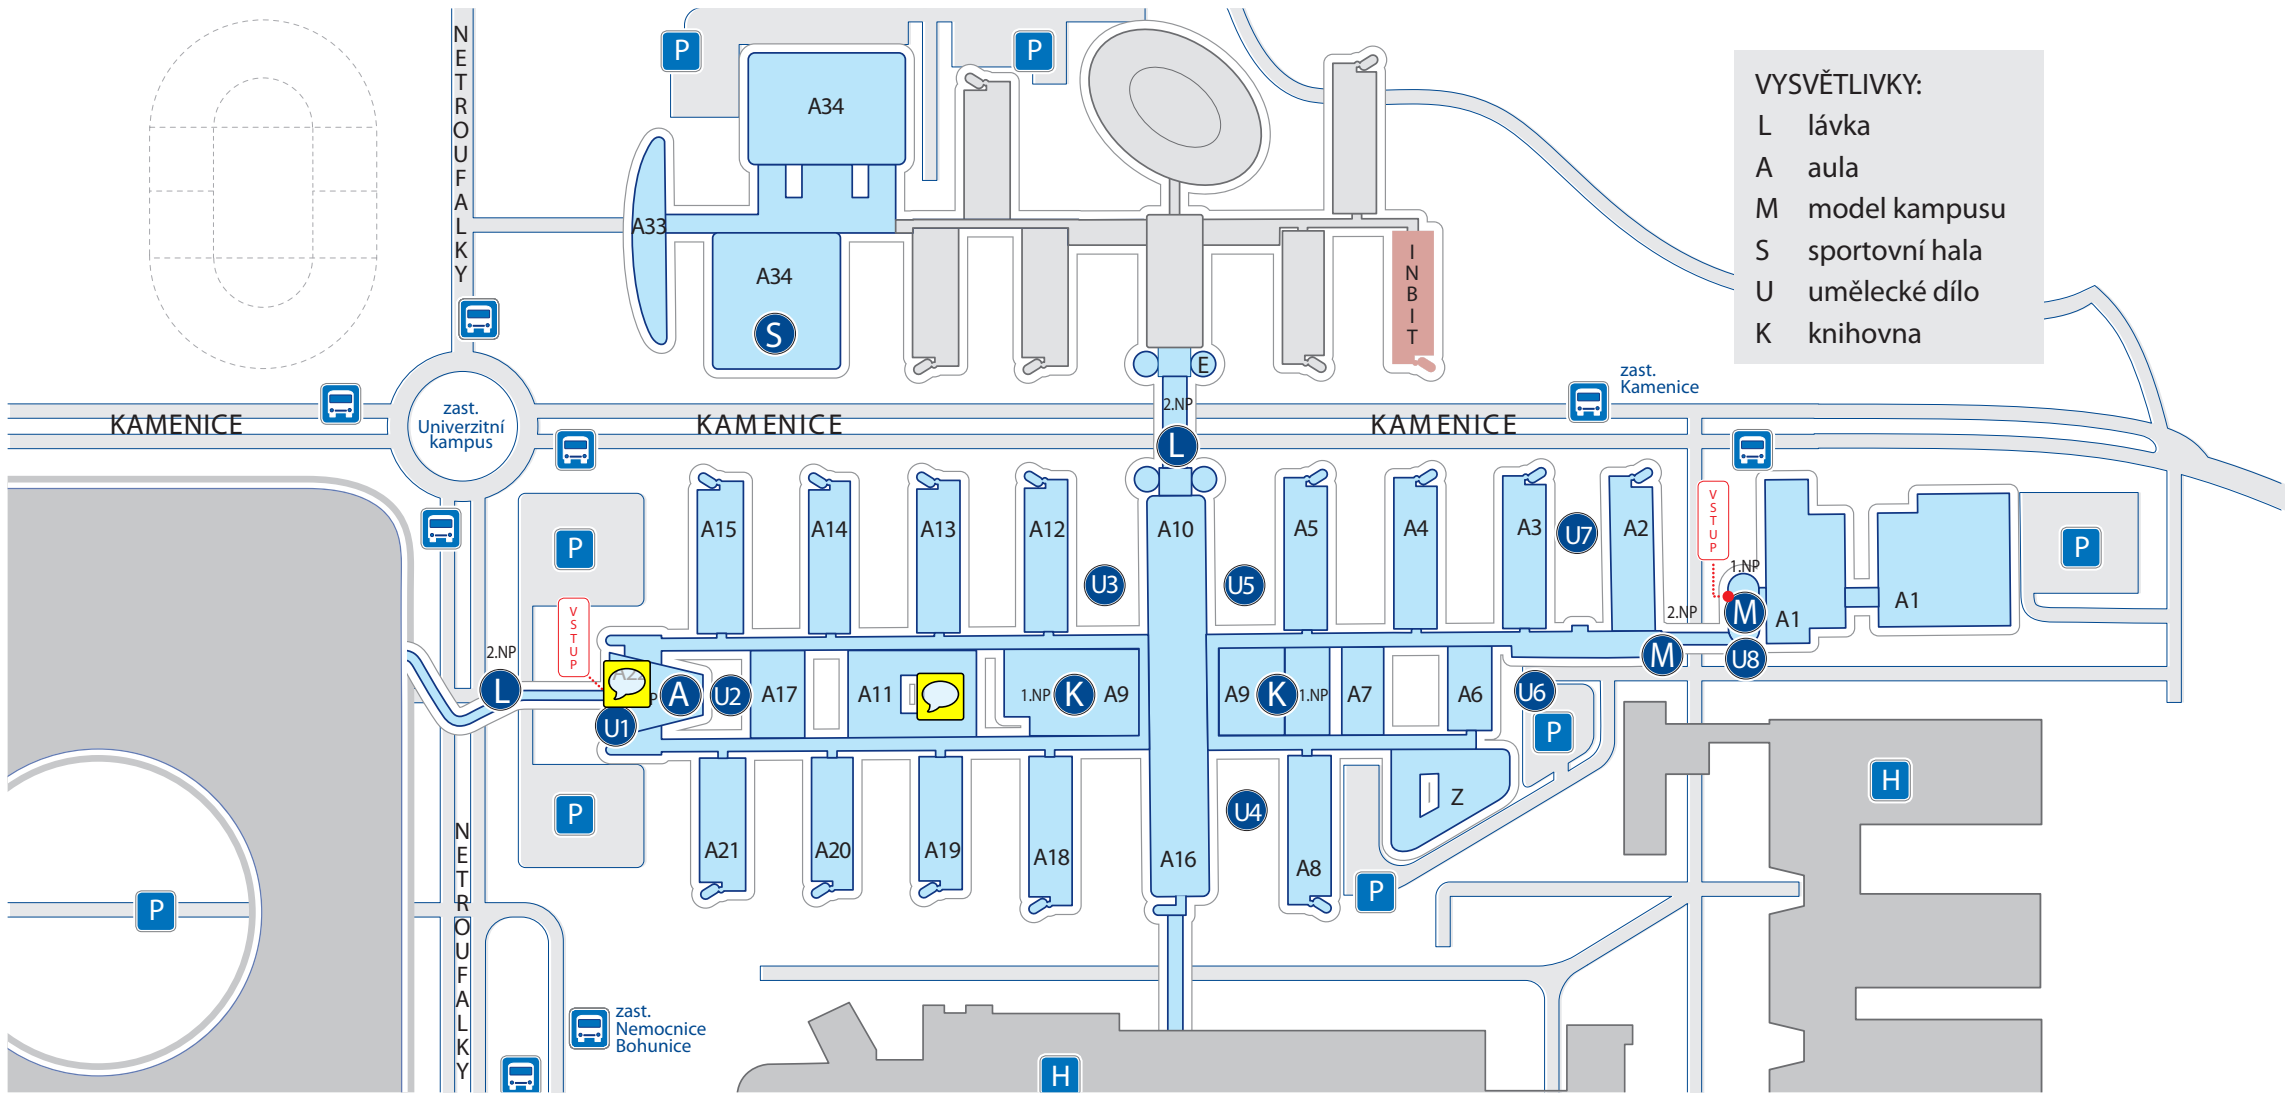 NETROUFALKY
P
P
A34
A33
A34
S
INBIT
E
VYSVĚTLIVKY:
L lávka
A aula
M model kampusu
S sportovní hala
U umělecké dílo
K knihovna
zast.
Kamenice
KAMENICE
zast.
Univerzitní
kampus
KAMENICE
2.NP
L
KAMENICE
A15
A14
A13
A12
A10
A5
A4
A3
U7
A2
VSTUP
P
P
U3
U5
1.NP
M
A1
A1
2.NP
VSTUP
2.NP
L
A
U1
U2
A17
A11
1.NP
K
A9
A9
K
1.NP
A7
A6
U6
M
U8
P
P
U4
Z
H
A21
A20
A19
A18
A16
A8
P
P
NETROUFALKY
zast.
Nemocnice
Bohunice
H